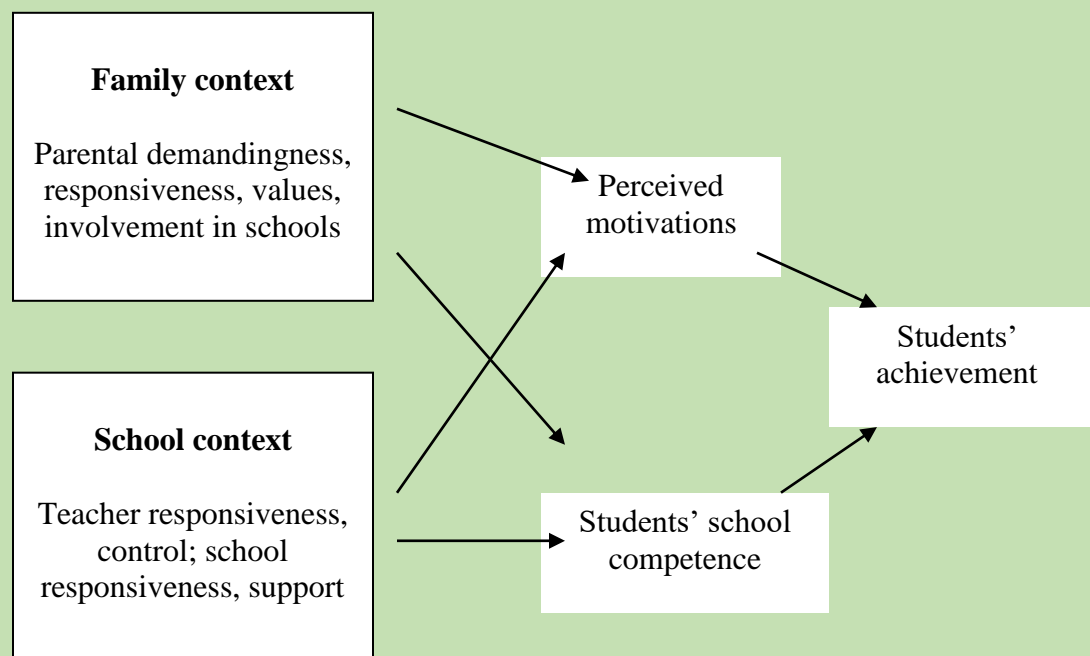 Family context
Parental demandingness,
responsiveness, values,
involvement in schools
Perceived
motivations
Students’
achievement
School context
Teacher responsiveness,
control; school
responsiveness, support
Students’ school
competence